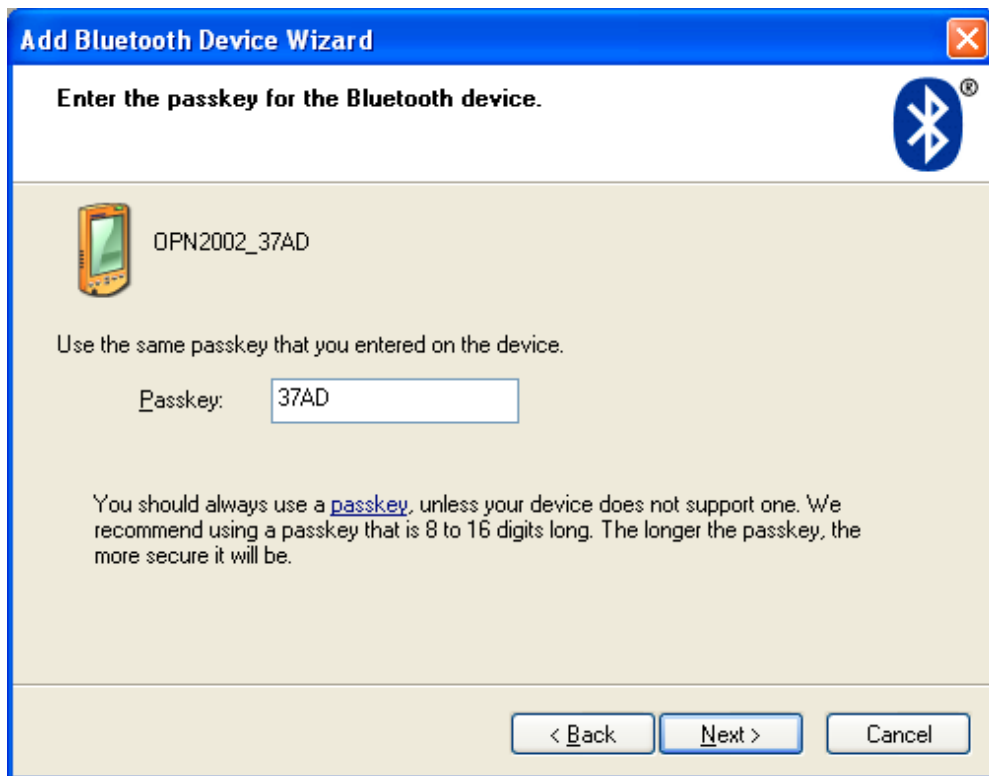 Add Bluetooth Device Wizard
Enter the passkey for the Bluetooth device.
®
OPN2002_37AD
Use the same passkey that you entered on the device.
Passkey: 37AD
You should always use a passkey, unless your device does not support one. We
recommend using a passkey that is 8 to 16 digits long. The longer the passkey, the
more secure it will be.
< Back Next > Cancel